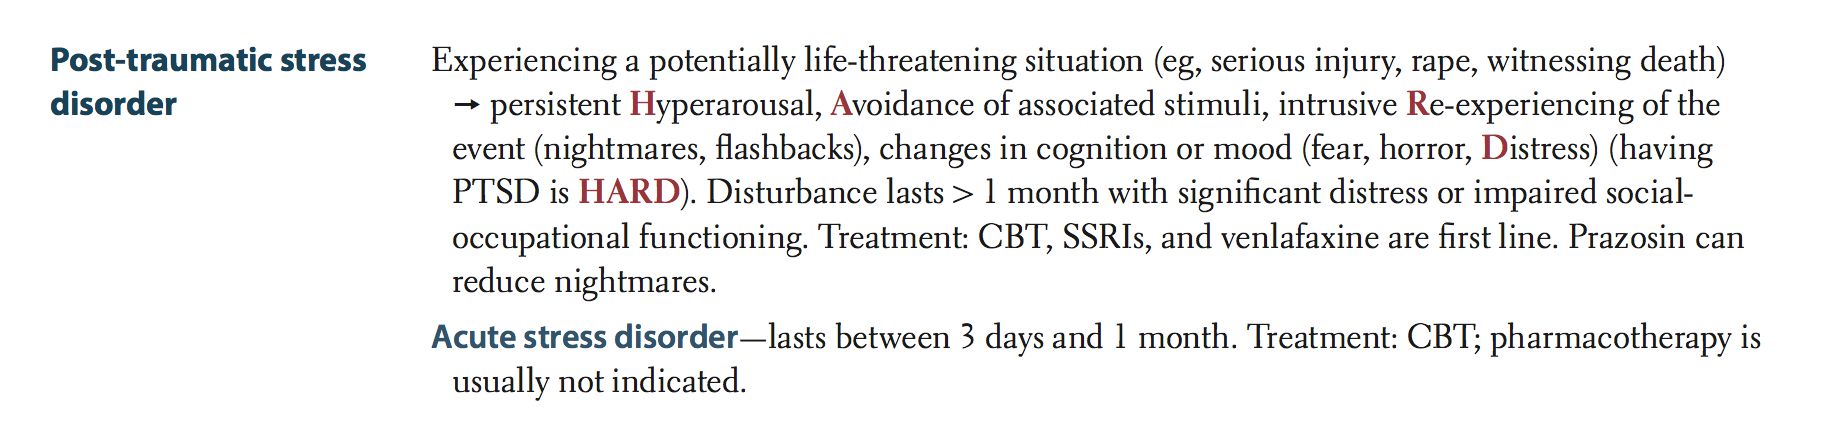 Post-traumatic stress
disorder
Experiencing a potentially life-threatening situation (eg, serious injury, rape, witnessing death)
→ persistent Hyperarousal, Avoidance of associated stimuli, intrusive Re-experiencing of the
event (nightmares, flashbacks), changes in cognition or mood (fear, horror, Distress) (having
PTSD is HARD). Disturbance lasts > 1 month with significant distress or impaired social-
occupational functioning. Treatment: CBT, SSRIs, and venlafaxine are first line. Prazosin can
reduce nightmares.
Acute stress disorder—lasts between 3 days and 1 month. Treatment: CBT; pharmacotherapy is
usually not indicated.